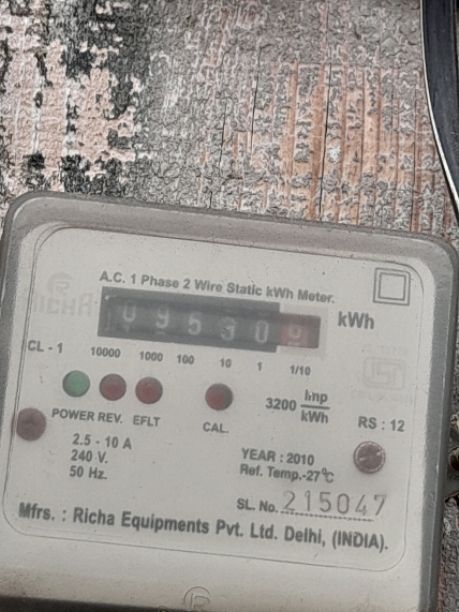 A.C. 1 Phase 2 Wire Static kWh Meter.
kWh
CL - 1 10000 1000 100 10 1 1/10
3200 Imp/kWh
RS : 12
POWER REV. EFLT CAL.
2.5 - 10 A
240 V.
50 Hz.
YEAR : 2010
Ref. Temp.-27°C
SL. No. 215047
Mfrs. : Richa Equipments Pvt. Ltd. Delhi, (INDIA).